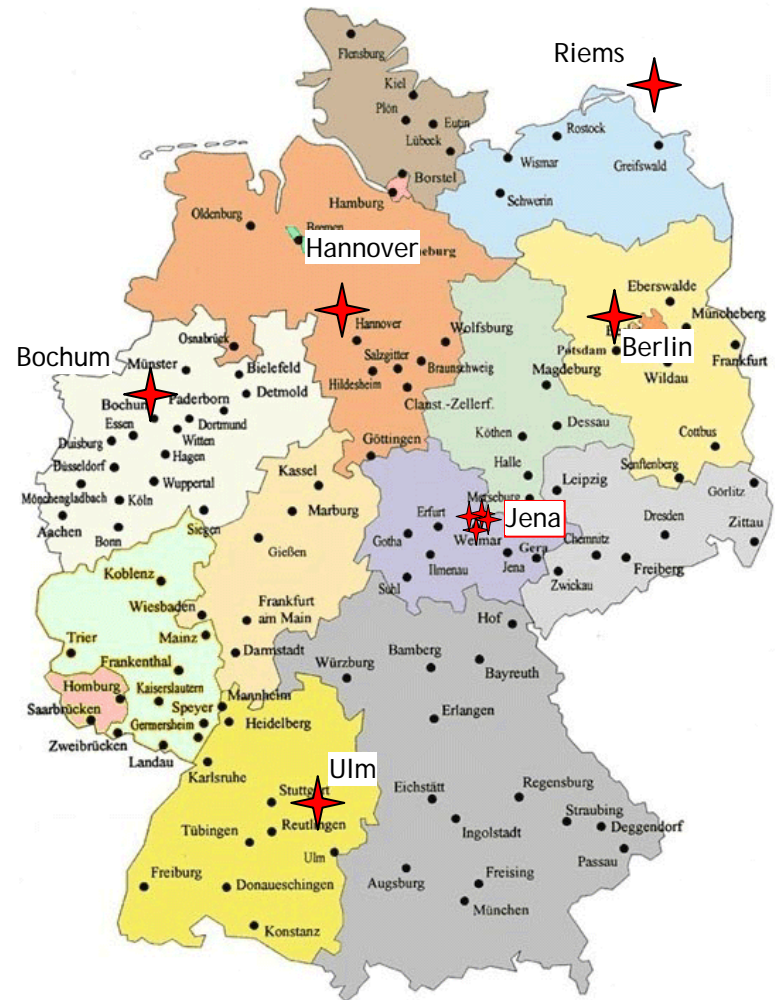 Flensburg
Riems
Kiel
Plön
Eutin
Lübeck
Rostock
Wismar
Greifswald
Borstel
Hamburg
Schwerin
Oldenburg
Bremen
Hannover
eburg
Eberswalde
Müncheberg
Hannover
Wolfsburg
Berlin
Potsdam
Frankfurt
Osnabrück
Bochum
Münster
Bielefeld
Salzgitter
Braunschweig
Wildau
Hildesheim
Magdeburg
Detmold
Paderborn
Clanst.-Zellerf.
Bochum
Essen
Dortmund
Dessau
Witten
Köthen
Cottbus
Duisburg
Göttingen
Hagen
Halle
Düsseldorf
Kassel
Senftenberg
Leipzig
Wuppertal
Görlitz
Mönchengladbach
Köln
Merseburg
Marburg
Erfurt
Jena
Dresden
Zittau
Aachen
Siegen
Bonn
Gießen
Gotha
Weimar
Gera
Chemnitz
Ilmenau
Jena
Freiberg
Koblenz
Suhl
Zwickau
Wiesbaden
Frankfurt
am Main
Hof
Mainz
Trier
Darmstadt
Bamberg
Frankenthal
Würzburg
Bayreuth
Homburg
Kaiserslautern
Mannheim
Saarbrücken
Speyer
Erlangen
Germersheim
Heidelberg
Zweibrücken
Landau
Karlsruhe
Ulm
Stuttgart
Eichstätt
Regensburg
Reutlingen
Straubing
Tübingen
Ingolstadt
Deggendorf
Ulm
Passau
Freiburg
Augsburg
Freising
Donaueschingen
München
Konstanz